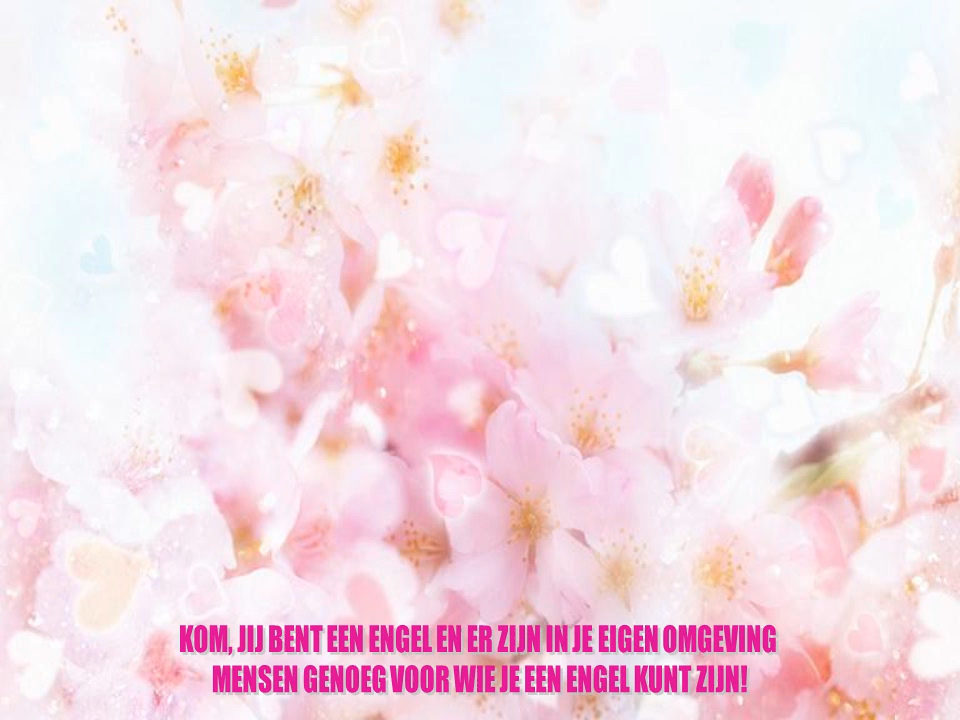 KOM, JIJ BENT EEN ENGEL EN ER ZIJN IN JE EIGEN OMGEVING
MENSEN GENOEG VOOR WIE JE EEN ENGEL KUNT ZIJN!